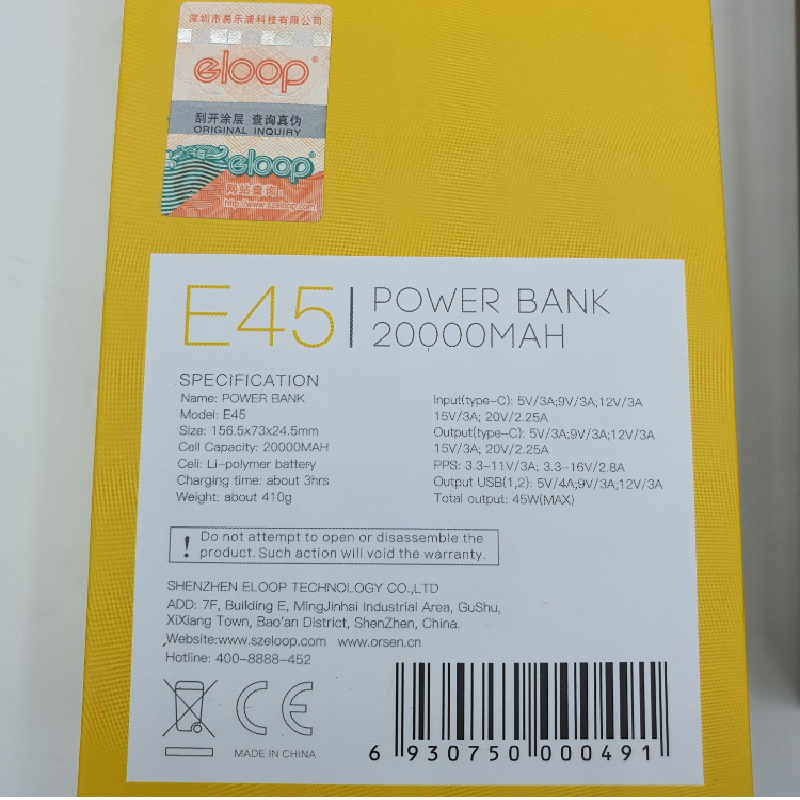 深圳市易乐浦科技有限公司
eloop®
刮开涂层 查询真伪
ORIGINAL INQUIRY
eloop®
网站查询:
http://www.szeloop.com
E45 POWER BANK
20000MAH
SPECIFICATION
Name: POWER BANK
Model: E45
Size: 156.5x73x24.5mm
Cell Capacity: 20000MAH
Cell: Li-polymer battery
Charging time: about 3hrs
Weight: about 410g
Input(type-C): 5V/3A;9V/3A;12V/3A
15V/3A; 20V/2.25A
Output(type-C): 5V/3A;9V/3A;12V/3A
15V/3A; 20V/2.25A
PPS: 3.3-11V/3A; 3.3-16V/2.8A
Output USB(1,2): 5V/4A;9V/3A;12V/3A
Total output: 45W(MAX)
! Do not attempt to open or disassemble the
product. Such action will void the warranty.
SHENZHEN ELOOP TECHNOLOGY CO.,LTD
ADD: 7F, Building E, MingJinhai Industrial Area, GuShu,
XiXiang Town, Bao'an District, ShenZhen, China.
Website:www.szeloop.com www.orsen.cn
Hotline: 400-8888-452
CE
MADE IN CHINA
6 930750 000491